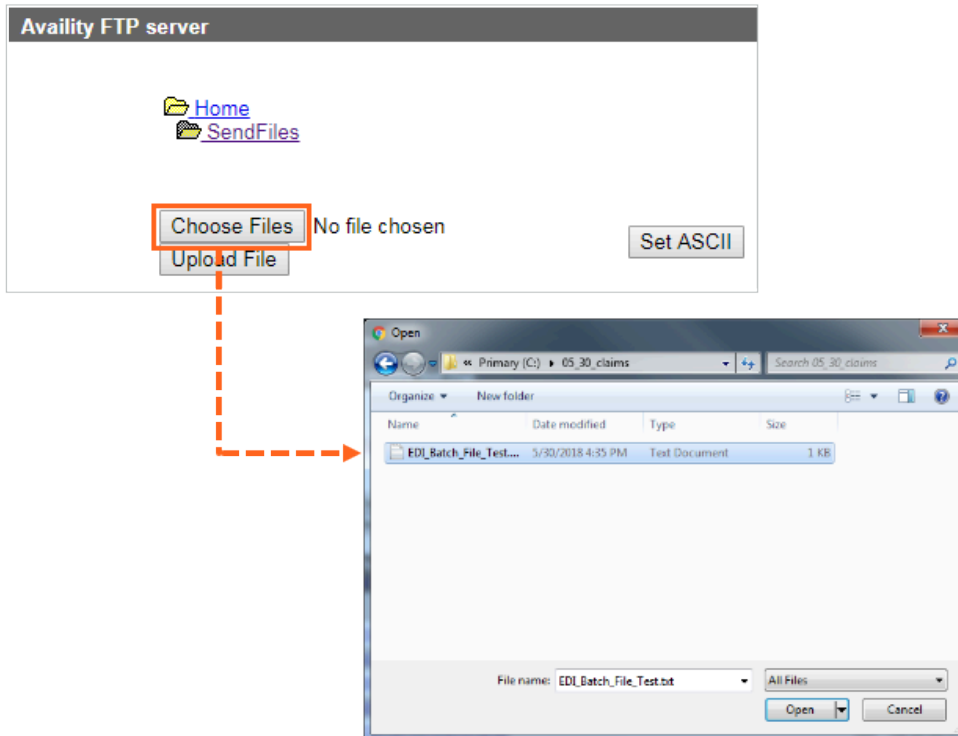 Availity FTP server
Home
SendFiles
Choose Files No file chosen
Set ASCII
Upload File
Open
« Primary (C:) ▸ 05_30_claims
Search 05_30_claims
Organize New folder
Name Date modified Type Size
EDI_Batch_File_Test.... 5/30/2018 4:35 PM Text Document 1 KB
File name: EDI_Batch_File_Test.txt All Files
Open Cancel